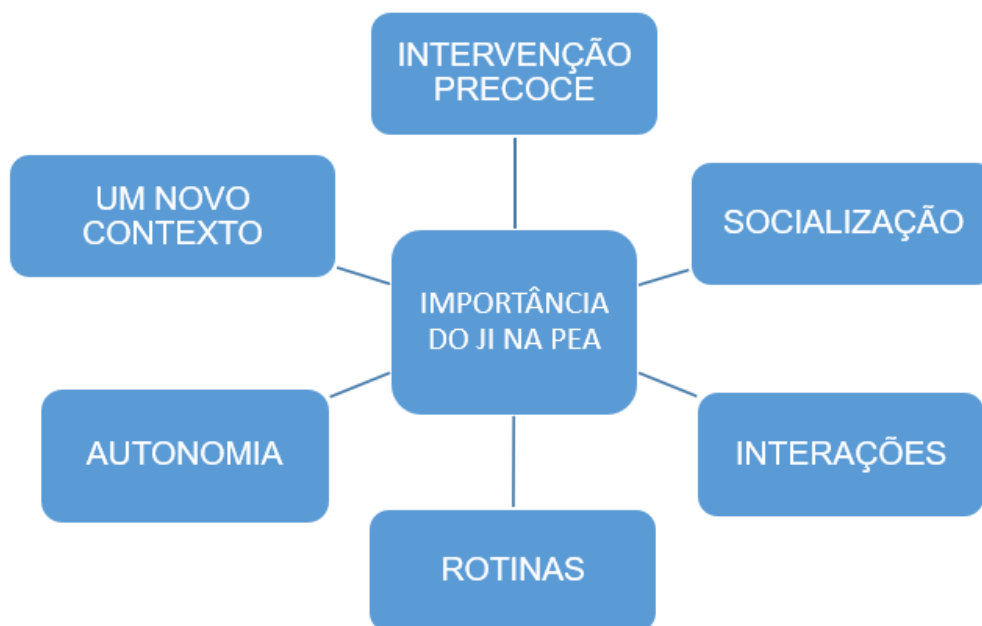 INTERVENÇÃO
PRECOCE
SOCIALIZAÇÃO
INTERAÇÕES
ROTINAS
AUTONOMIA
UM NOVO
CONTEXTO
IMPORTÂNCIA
DO JI NA PEA